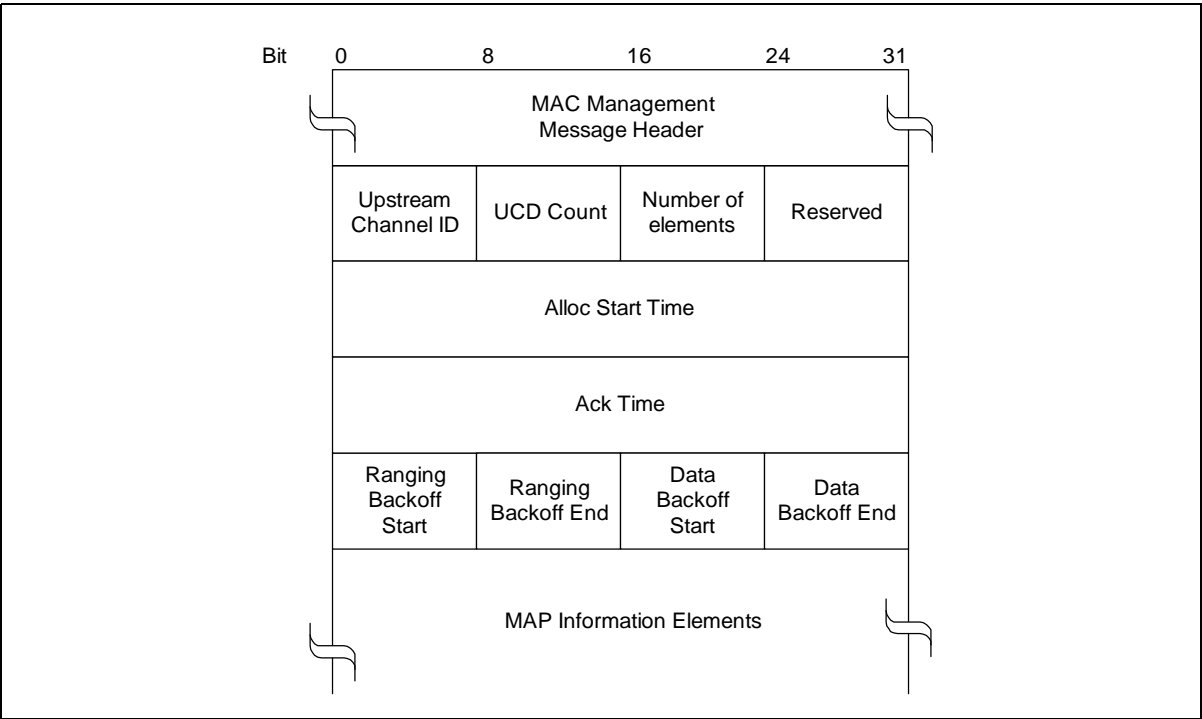 Bit 0 8 16 24 31
MAC Management
Message Header
Upstream
Channel ID
UCD Count
Number of
elements
Reserved
Alloc Start Time
Ack Time
Ranging
Backoff
Start
Ranging
Backoff End
Data
Backoff
Start
Data
Backoff End
MAP Information Elements